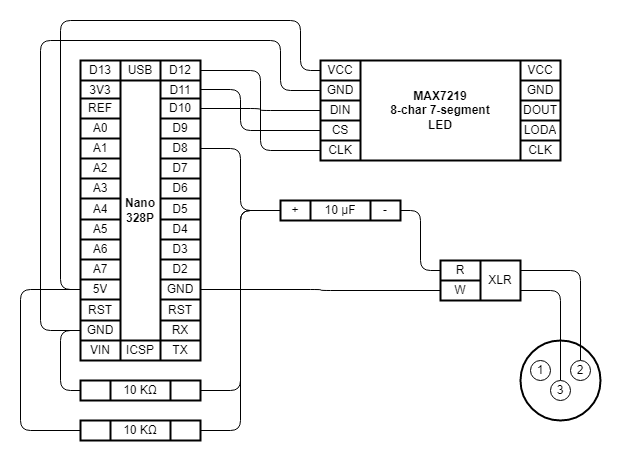 D13 USB D12
3V3 D11
REF D10
A0 D9
A1 D8
A2 D7
A3 D6
A4 D5
A5 D4
A6 D3
A7 D2
5V GND
RST RST
GND RX
VIN ICSP TX
Nano
328P
VCC VCC
GND GND
DIN DOUT
CS LODA
CLK CLK
MAX7219
8-char 7-segment
LED
+ 10 µF -
R
W
XLR
1 2
3
10 KΩ
10 KΩ